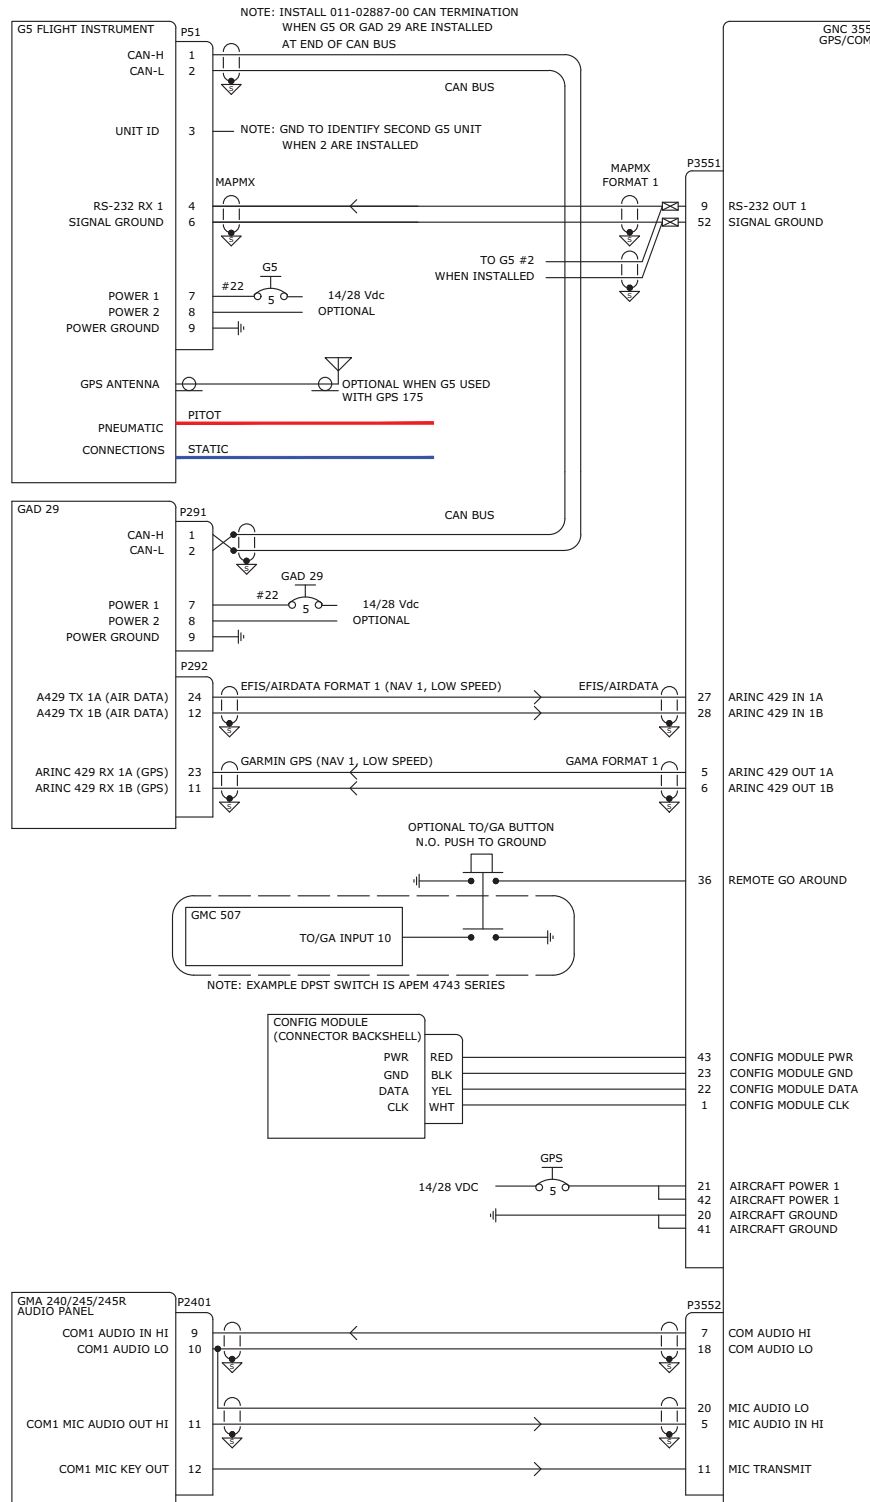 NOTE: INSTALL 011-02887-00 CAN TERMINATION
WHEN G5 OR GAD 29 ARE INSTALLED
AT END OF CAN BUS
G5 FLIGHT INSTRUMENT
P51
GNC 355
GPS/COM
CAN-H 1
CAN-L 2
S
CAN BUS
UNIT ID 3
NOTE: GND TO IDENTIFY SECOND G5 UNIT
WHEN 2 ARE INSTALLED
P3551
MAPMX
MAPMX
FORMAT 1
RS-232 RX 1 4
9 RS-232 OUT 1
SIGNAL GROUND 6
52 SIGNAL GROUND
S
S
TO G5 #2
WHEN INSTALLED
S
G5
#22
5
POWER 1 7
14/28 Vdc
POWER 2 8
OPTIONAL
POWER GROUND 9
GPS ANTENNA
OPTIONAL WHEN G5 USED
WITH GPS 175
PNEUMATIC
CONNECTIONS
PITOT
STATIC
GAD 29
P291
CAN BUS
CAN-H 1
CAN-L 2
S
GAD 29
#22
5
POWER 1 7
14/28 Vdc
POWER 2 8
OPTIONAL
POWER GROUND 9
P292
EFIS/AIRDATA FORMAT 1 (NAV 1, LOW SPEED)
EFIS/AIRDATA
A429 TX 1A (AIR DATA) 24
27 ARINC 429 IN 1A
A429 TX 1B (AIR DATA) 12
28 ARINC 429 IN 1B
S
S
GARMIN GPS (NAV 1, LOW SPEED)
GAMA FORMAT 1
ARINC 429 RX 1A (GPS) 23
5 ARINC 429 OUT 1A
ARINC 429 RX 1B (GPS) 11
6 ARINC 429 OUT 1B
S
S
OPTIONAL TO/GA BUTTON
N.O. PUSH TO GROUND
36 REMOTE GO AROUND
GMC 507
TO/GA INPUT 10
NOTE: EXAMPLE DPST SWITCH IS APEM 4743 SERIES
CONFIG MODULE
(CONNECTOR BACKSHELL)
PWR RED
43 CONFIG MODULE PWR
GND BLK
23 CONFIG MODULE GND
DATA YEL
22 CONFIG MODULE DATA
CLK WHT
1 CONFIG MODULE CLK
GPS
14/28 VDC
5
21 AIRCRAFT POWER 1
42 AIRCRAFT POWER 1
20 AIRCRAFT GROUND
41 AIRCRAFT GROUND
GMA 240/245/245R
AUDIO PANEL
P2401
P3552
COM1 AUDIO IN HI 9
7 COM AUDIO HI
COM1 AUDIO LO 10
18 COM AUDIO LO
S
S
20 MIC AUDIO LO
COM1 MIC AUDIO OUT HI 11
5 MIC AUDIO IN HI
S
S
COM1 MIC KEY OUT 12
11 MIC TRANSMIT